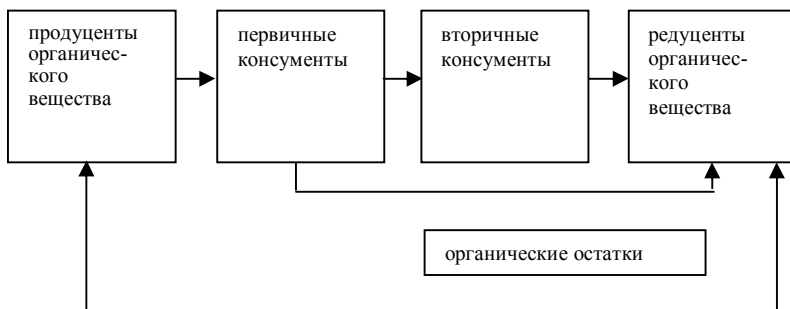 продуценты
органичес-
кого
вещества
первичные
консументы
вторичные
консументы
редуценты
органичес-
кого
вещества
органические остатки